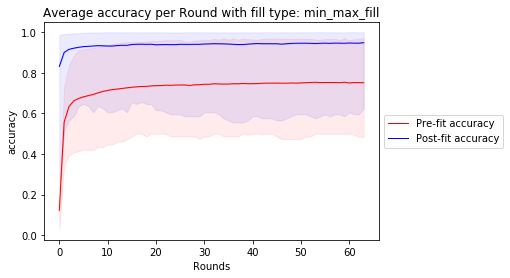 Average accuracy per Round with fill type: min_max_fill
1.0
0.8
0.6
0.4
0.2
0.0
accuracy
0 10 20 30 40 50 60
Rounds
Pre-fit accuracy
Post-fit accuracy